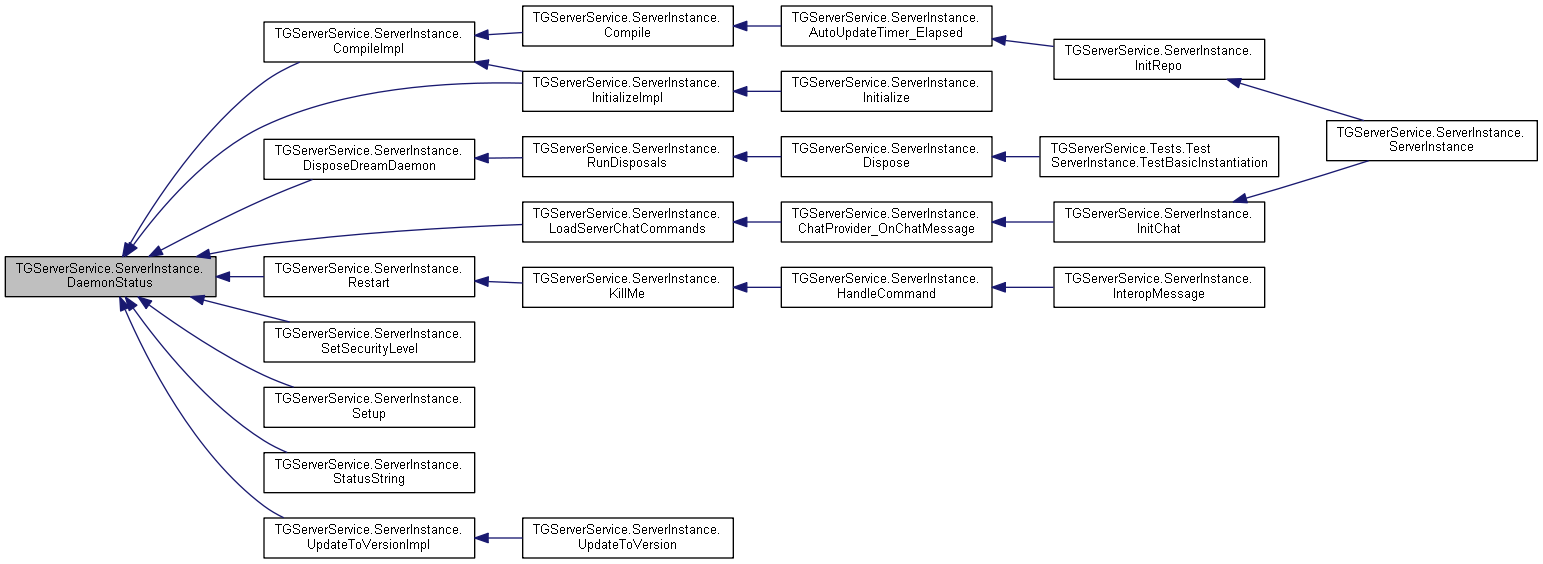 TGServerService.ServerInstance.
DaemonStatus
TGServerService.ServerInstance.
CompileImpl
TGServerService.ServerInstance.
Compile
TGServerService.ServerInstance.
AutoUpdateTimer_Elapsed
TGServerService.ServerInstance.
InitRepo
TGServerService.ServerInstance.
ServerInstance
TGServerService.ServerInstance.
InitializeImpl
TGServerService.ServerInstance.
Initialize
TGServerService.ServerInstance.
DisposeDreamDaemon
TGServerService.ServerInstance.
RunDisposals
TGServerService.ServerInstance.
Dispose
TGServerService.Tests.Test
ServerInstance.TestBasicInstantiation
TGServerService.ServerInstance.
LoadServerChatCommands
TGServerService.ServerInstance.
ChatProvider_OnChatMessage
TGServerService.ServerInstance.
InitChat
TGServerService.ServerInstance.
Restart
TGServerService.ServerInstance.
KillMe
TGServerService.ServerInstance.
HandleCommand
TGServerService.ServerInstance.
InteropMessage
TGServerService.ServerInstance.
SetSecurityLevel
TGServerService.ServerInstance.
Setup
TGServerService.ServerInstance.
StatusString
TGServerService.ServerInstance.
UpdateToVersionImpl
TGServerService.ServerInstance.
UpdateToVersion